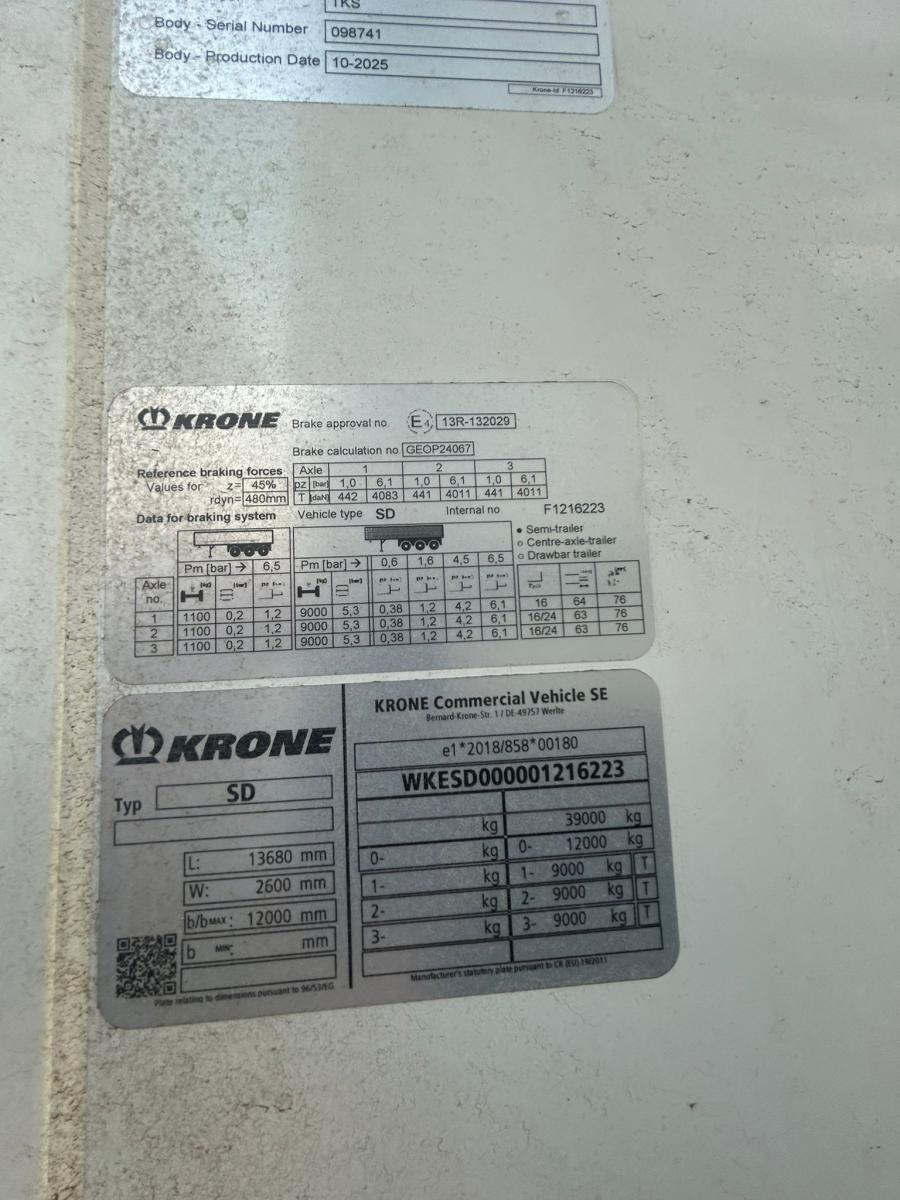 TKS
Body - Serial Number 098741
Body - Production Date 10-2025
Krone-Id F1216223
KRONE Brake approval no. E4 13R-132029
Brake calculation no. GEOP24067
Reference braking forces Axle 1 2 3
Values for z= 45% pz [bar] 1,0 6,1 1,0 6,1 1,0 6,1
rdyn= 480mm T [daN] 442 4083 441 4011 441 4011
Data for braking system Vehicle type SD Internal no F1216223
• Semi-trailer
o Centre-axle-trailer
o Drawbar trailer
Pm [bar] → 6,5 Pm [bar] → 0,6 1,6 4,5 6,5
Axle no. [kg] [bar] [kg] [bar]
1 1100 0,2 1,2 9000 5,3 0,38 1,2 4,2 6,1 16 64 76
2 1100 0,2 1,2 9000 5,3 0,38 1,2 4,2 6,1 16/24 63 76
3 1100 0,2 1,2 9000 5,3 0,38 1,2 4,2 6,1 16/24 63 76
KRONE
Typ SD
L: 13680 mm
W: 2600 mm
b/bMAX: 12000 mm
b MIN: mm
Plate relating to dimensions pursuant to 96/53/EG
KRONE Commercial Vehicle SE
Bernard-Krone-Str. 1 / DE-49757 Werlte
e1*2018/858*00180
WKESD000001216223
kg 39000 kg
0- kg 0- 12000 kg
1- kg 1- 9000 kg T
2- kg 2- 9000 kg T
3- kg 3- 9000 kg T
Manufacturer's statutory plate pursuant to CR (EU) 19/2011